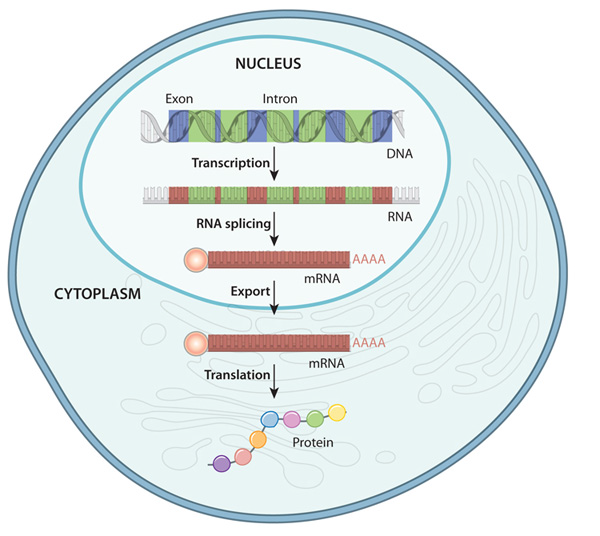 NUCLEUS
Exon Intron
DNA
Transcription
RNA
RNA splicing
AAAA
mRNA
Export
CYTOPLASM
AAAA
mRNA
Translation
Protein